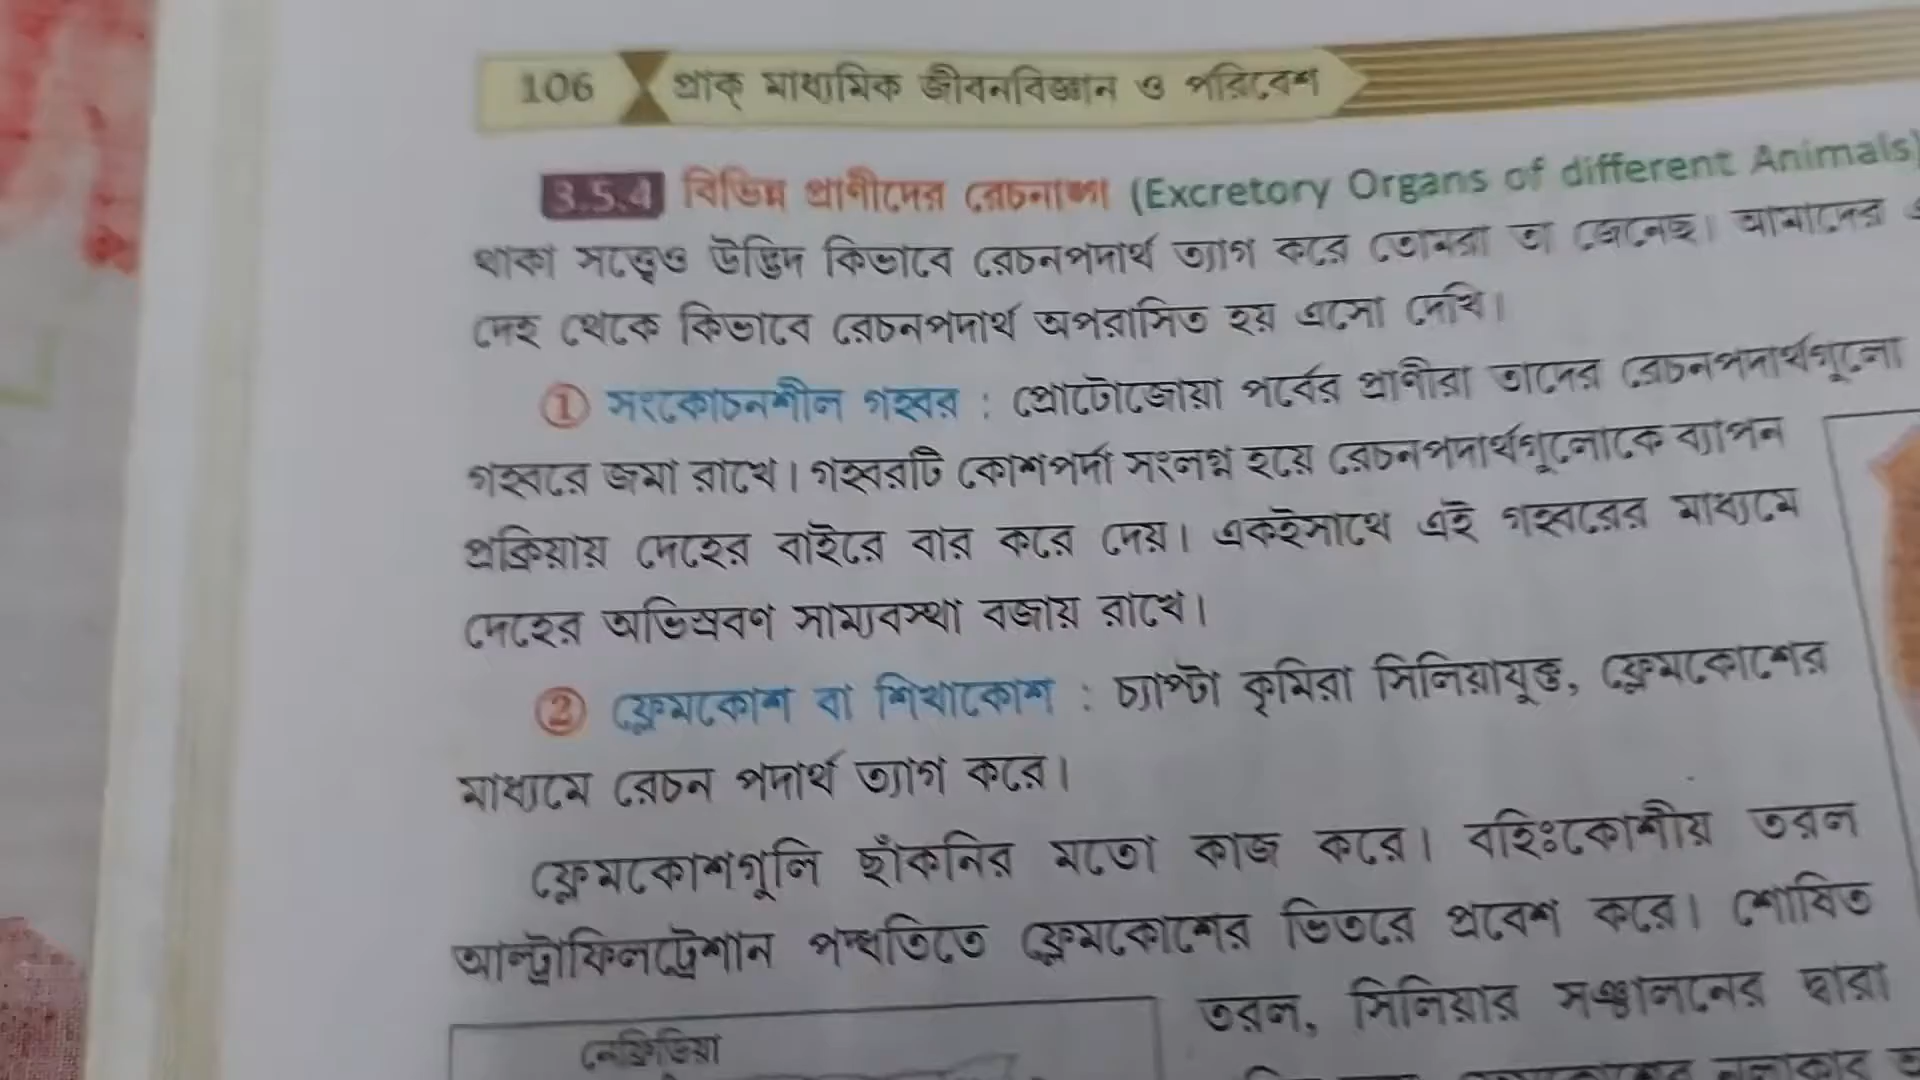 106 প্রাক্ মাধ্যমিক জীবনবিজ্ঞান ও পরিবেশ
3.5.4 বিভিন্ন প্রাণীদের রেচনাঙ্গ (Excretory Organs of different Animals)
থাকা সত্ত্বেও উদ্ভিদ কিভাবে রেচনপদার্থ ত্যাগ করে তোমরা তা জেনেছ। আমাদের
দেহ থেকে কিভাবে রেচনপদার্থ অপরাসিত হয় এসো দেখি।
① সংকোচনশীল গহ্বর : প্রোটোজোয়া পর্বের প্রাণীরা তাদের রেচনপদার্থগুলো
গহ্বরে জমা রাখে। গহ্বরটি কোশপর্দা সংলগ্ন হয়ে রেচনপদার্থগুলোকে ব্যাপন
প্রক্রিয়ায় দেহের বাইরে বার করে দেয়। একইসাথে এই গহ্বরের মাধ্যমে
দেহের অভিস্রবণ সাম্যবস্থা বজায় রাখে।
② ফ্লেমকোশ বা শিখাকোশ : চ্যাপ্টা কৃমিরা সিলিয়াযুক্ত, ফ্লেমকোশের
মাধ্যমে রেচন পদার্থ ত্যাগ করে।
ফ্লেমকোশগুলি ছাঁকনির মতো কাজ করে। বহিঃকোশীয় তরল
আল্ট্রাফিলট্রেশান পদ্ধতিতে ফ্লেমকোশের ভিতরে প্রবেশ করে। শোষিত
তরল, সিলিয়ার সঞ্চালনের দ্বারা
নেফ্রিডিয়া